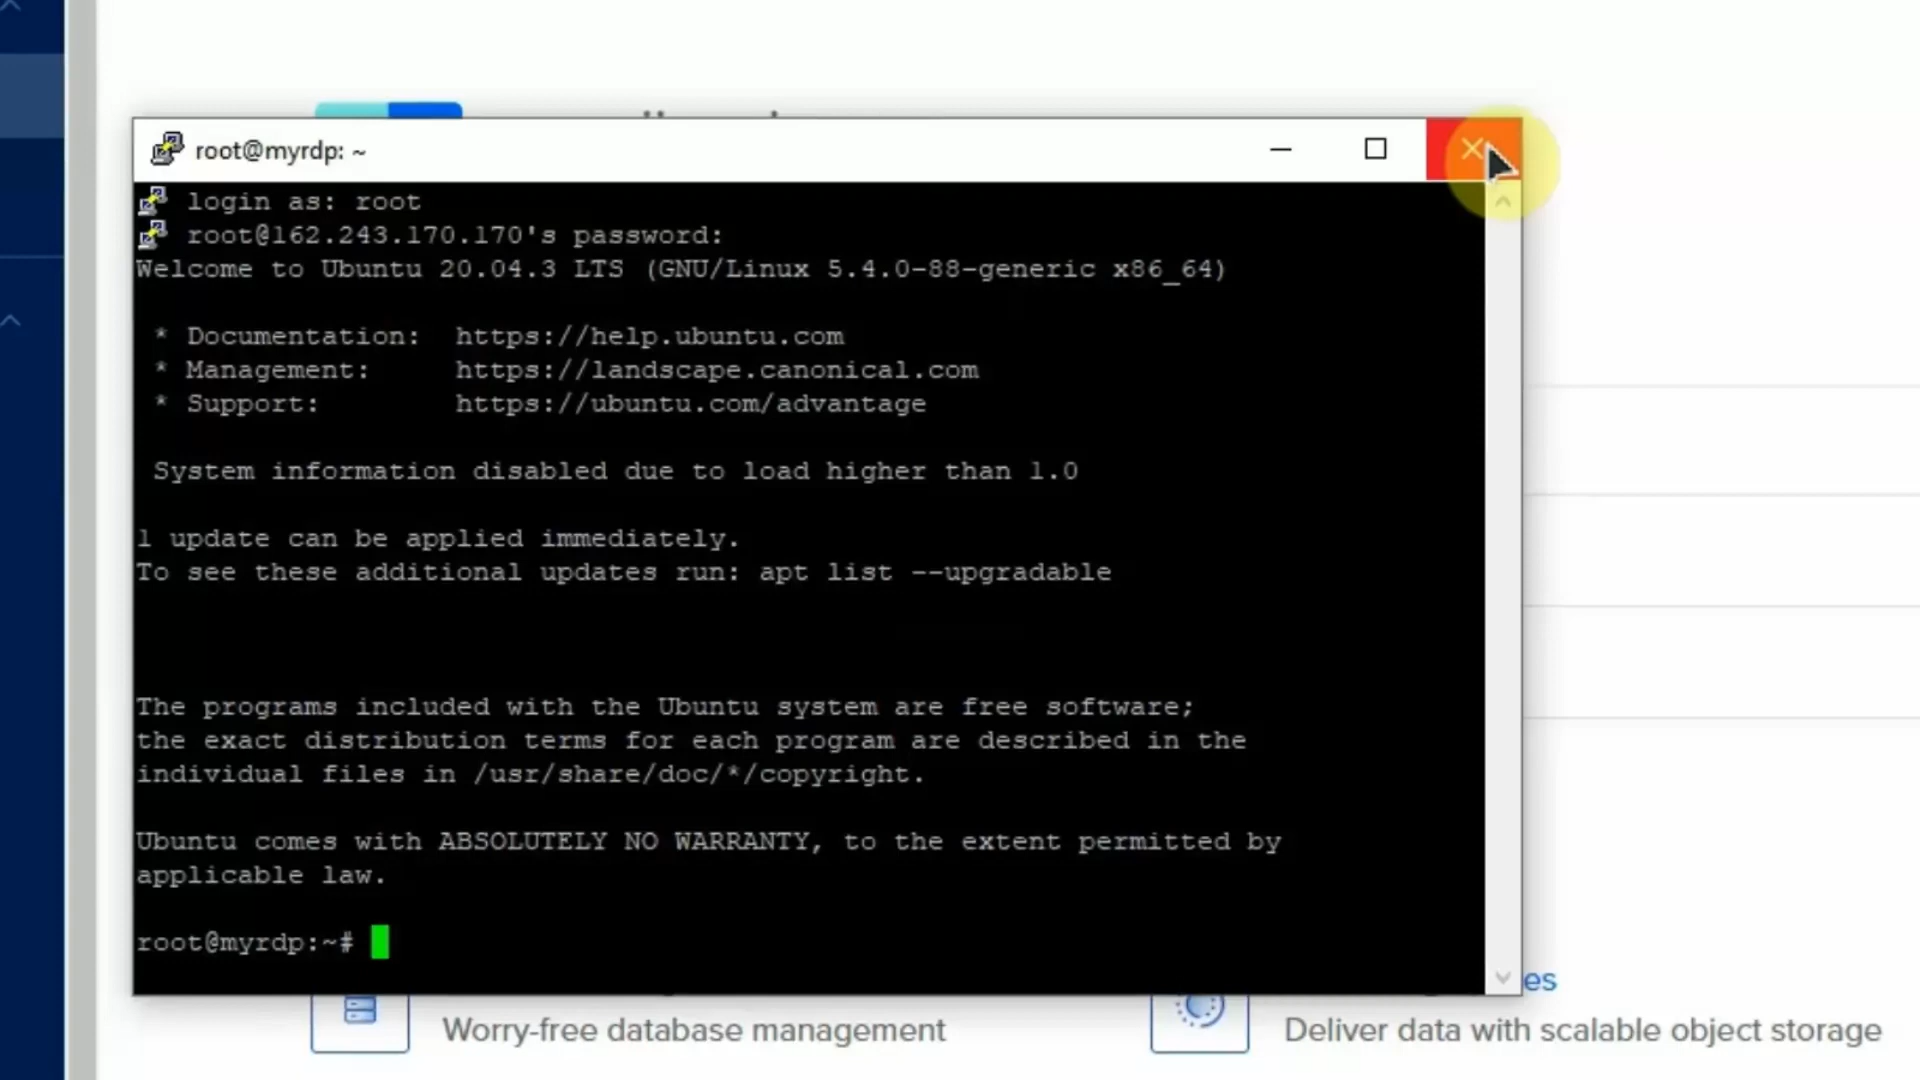 root@myrdp: ~
login as: root
root@162.243.170.170's password:
Welcome to Ubuntu 20.04.3 LTS (GNU/Linux 5.4.0-88-generic x86_64)
* Documentation: https://help.ubuntu.com
* Management: https://landscape.canonical.com
* Support: https://ubuntu.com/advantage
System information disabled due to load higher than 1.0
1 update can be applied immediately.
To see these additional updates run: apt list --upgradable
The programs included with the Ubuntu system are free software;
the exact distribution terms for each program are described in the
individual files in /usr/share/doc/*/copyright.
Ubuntu comes with ABSOLUTELY NO WARRANTY, to the extent permitted by
applicable law.
root@myrdp:~#
es
Worry-free database management
Deliver data with scalable object storage